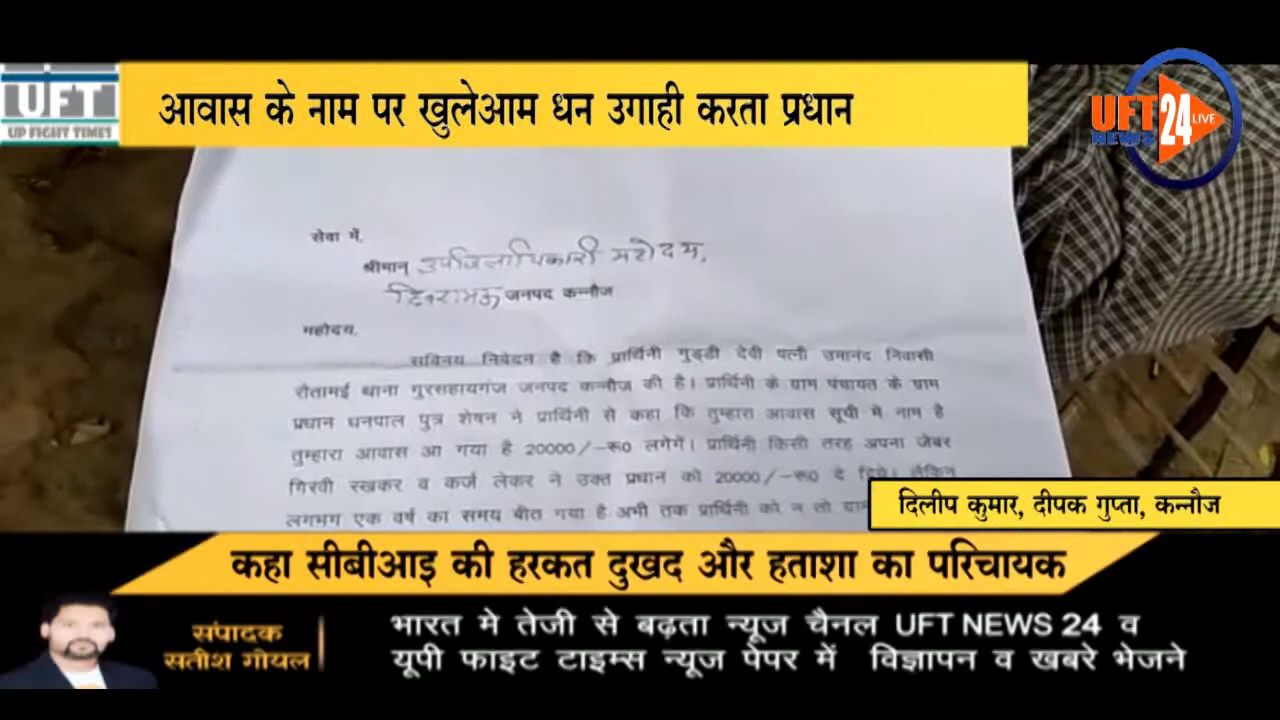 UFT
UP FIGHT TIMES
आवास के नाम पर खुलेआम धन उगाही करता प्रधान
UFT
NEWS
24
LIVE
सेवा में,
श्रीमान् उपजिलाधिकारी महोदय,
जनपद कन्नौज
महोदय,
सविनय निवेदन है कि प्रार्थिनी गुड्डी देवी पत्नी उमानंद निवासी
रौतामई थाना गुरसहायगंज जनपद कन्नौज की है। प्रार्थिनी के ग्राम पंचायत के ग्राम
प्रधान धनपाल पुत्र शेषन ने प्रार्थिनी से कहा कि तुम्हारा आवास सूची मे नाम है
तुम्हारा आवास आ गया है 20000/-रू0 लगेगें। प्रार्थिनी किसी तरह अपना जेबर
गिरवी रखकर व कर्ज लेकर ने उक्त प्रधान को 20000/-रू0 दे दिये। लेकिन
लगभग एक वर्ष का समय बीत गया है अभी तक प्रार्थिनी को न तो
दिलीप कुमार, दीपक गुप्ता, कन्नौज
कहा सीबीआइ की हरकत दुखद और हताशा का परिचायक
संपादक
सतीश गोयल
भारत मे तेजी से बढ़ता न्यूज चैनल UFT NEWS 24 व
यूपी फाइट टाइम्स न्यूज पेपर में विज्ञापन व खबरे भेजने